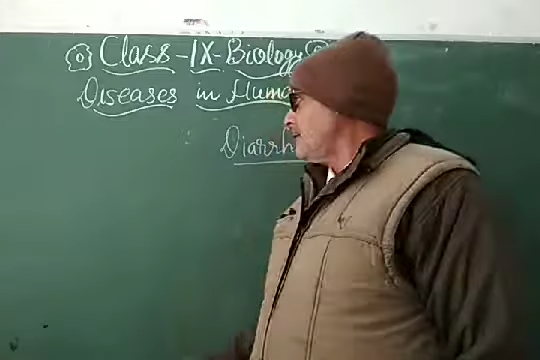 Class - IX - Biology
Diseases in Huma
Diarrh